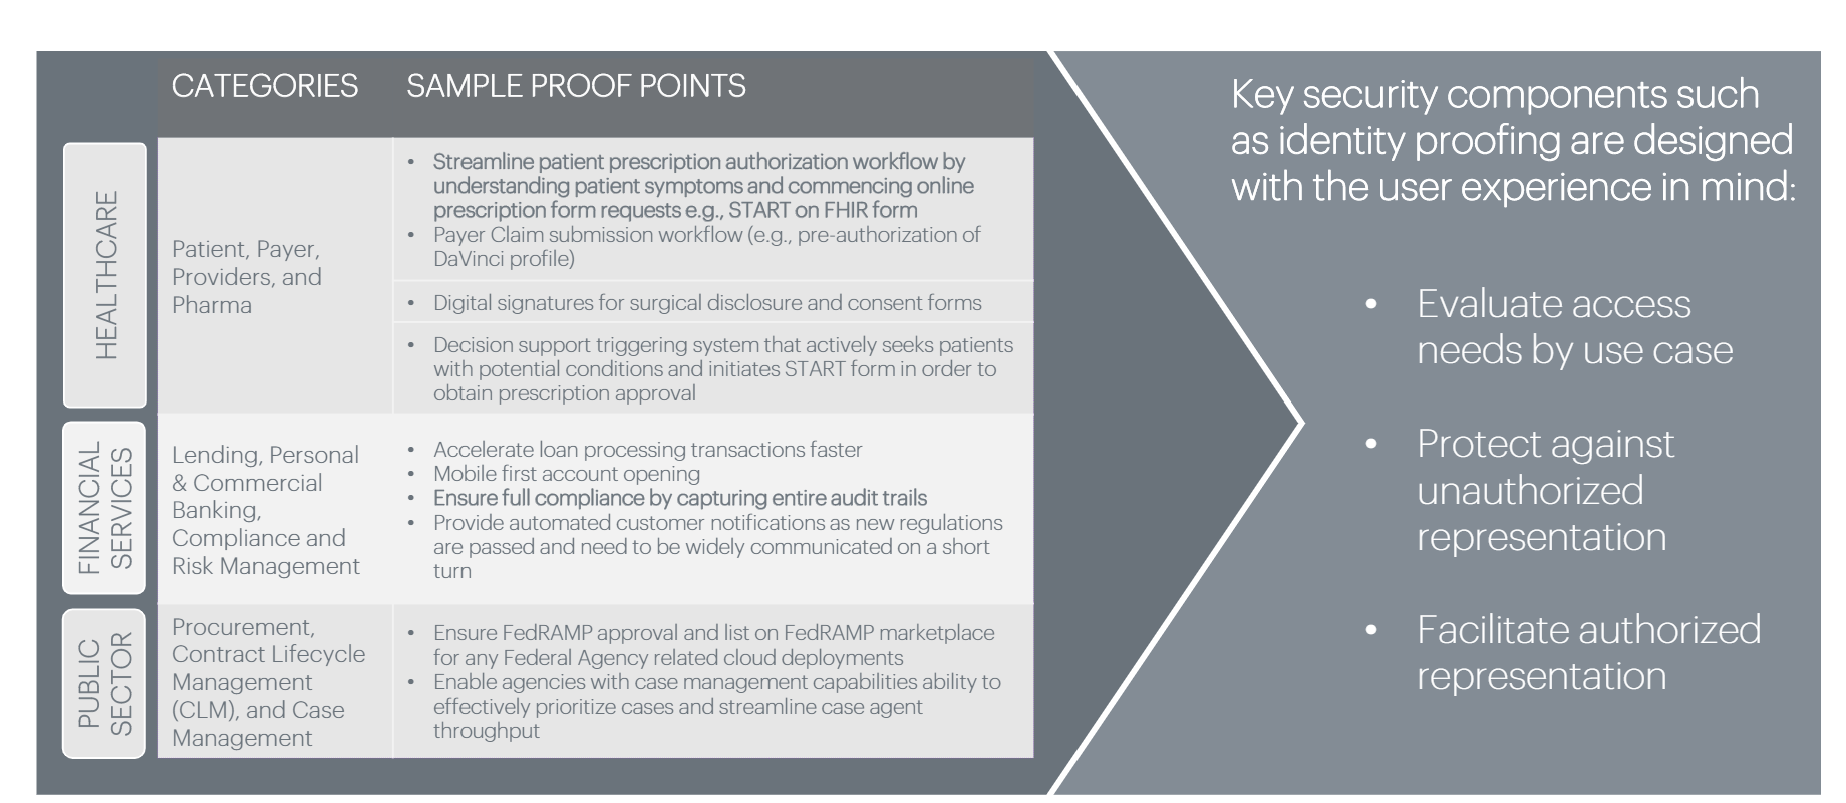 CATEGORIES
SAMPLE PROOF POINTS
HEALTHCARE
Patient, Payer,
Providers, and
Pharma
• Streamline patient prescription authorization workflow by
understanding patient symptoms and commencing online
prescription form requests e.g., START on FHIR form
• Payer Claim submission workflow (e.g., pre-authorization of
DaVinci profile)
• Digital signatures for surgical disclosure and consent forms
• Decision support triggering system that actively seeks patients
with potential conditions and initiates START form in order to
obtain prescription approval
FINANCIAL
SERVICES
Lending, Personal
& Commercial
Banking,
Compliance and
Risk Management
• Accelerate loan processing transactions faster
• Mobile first account opening
• Ensure full compliance by capturing entire audit trails
• Provide automated customer notifications as new regulations
are passed and need to be widely communicated on a short
turn
PUBLIC
SECTOR
Procurement,
Contract Lifecycle
Management
(CLM), and Case
Management
• Ensure FedRAMP approval and list on FedRAMP marketplace
for any Federal Agency related cloud deployments
• Enable agencies with case management capabilities ability to
effectively prioritize cases and streamline case agent
throughput
Key security components such
as identity proofing are designed
with the user experience in mind:
• Evaluate access
needs by use case
• Protect against
unauthorized
representation
• Facilitate authorized
representation